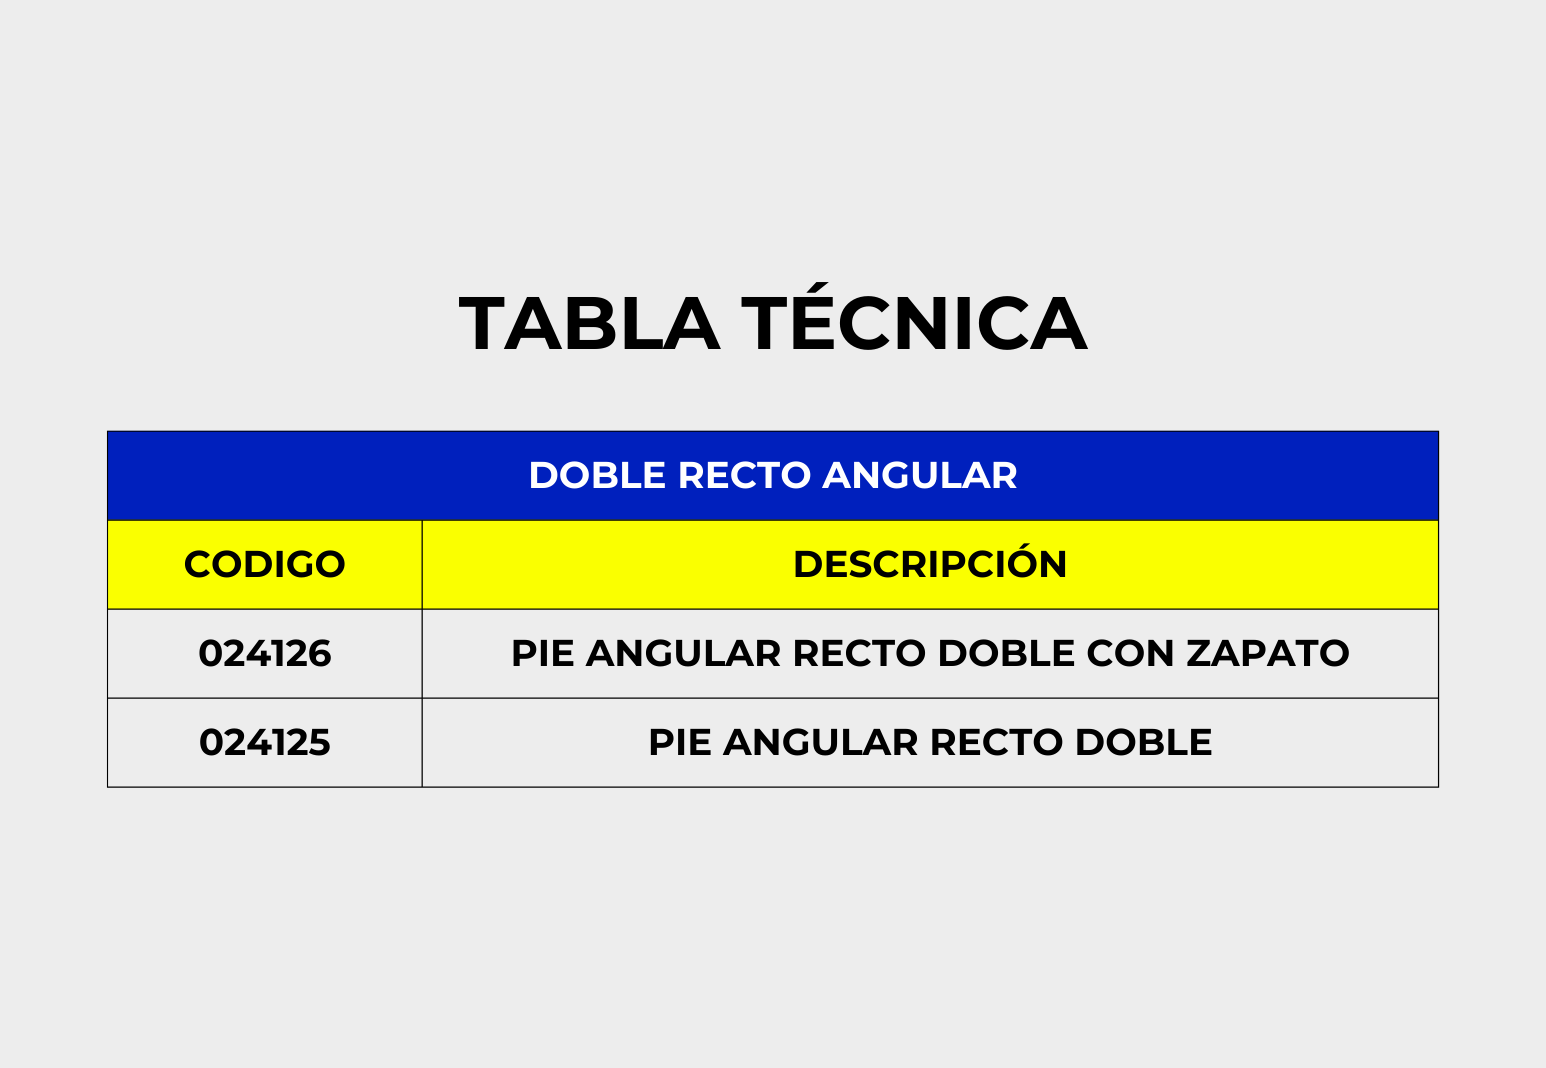 TABLA TÉCNICA
DOBLE RECTO ANGULAR
CODIGO DESCRIPCIÓN
024126 PIE ANGULAR RECTO DOBLE CON ZAPATO
024125 PIE ANGULAR RECTO DOBLE